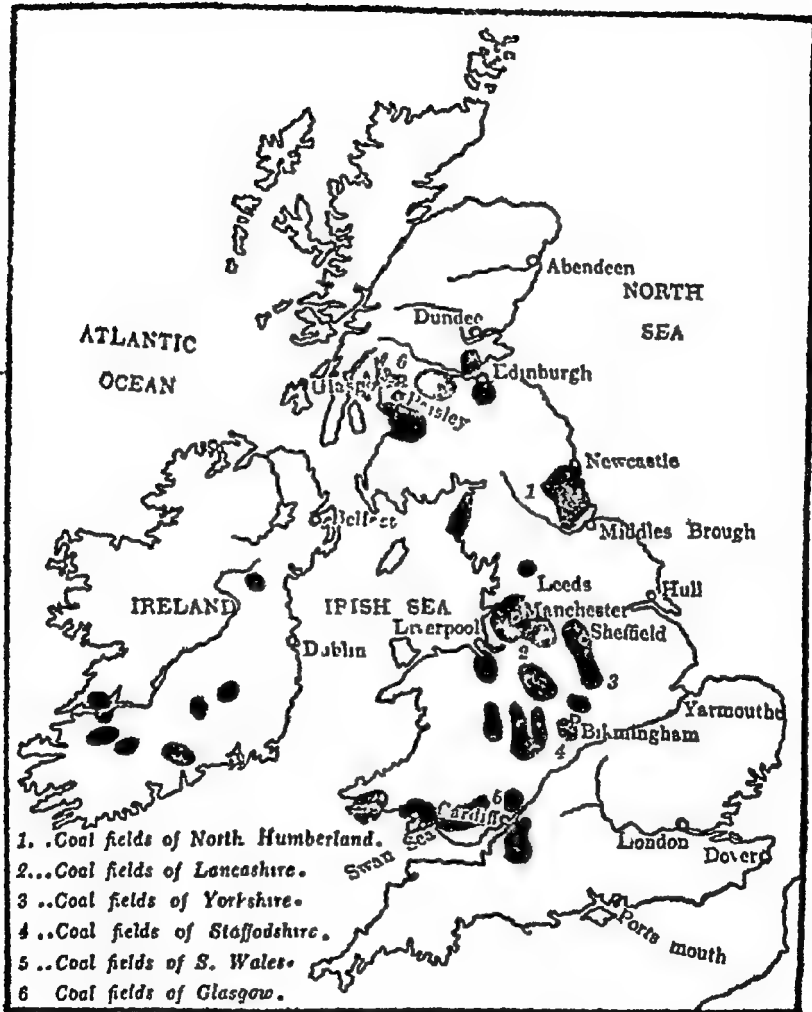 Abendeen
NORTH
SEA
Dundee
ATLANTIC
OCEAN
6
Edinburgh
Glasgow
Paisley
Newcastle
1
Belfast
Middles Brough
Leeds
Hull
IRELAND
IRISH SEA
Manchester
Liverpool
Sheffield
Dublin
2
3
Yarmouthe
Birmingham
4
5
Cardiff
Swan Sea
London
Dover
Ports mouth
1. ..Coal fields of North Humberland.
2...Coal fields of Lancashire.
3 ..Coal fields of Yorkshire.
4 ..Coal fields of Staffodshire.
5 ..Coal fields of S. Wales.
6 Coal fields of Glasgow.